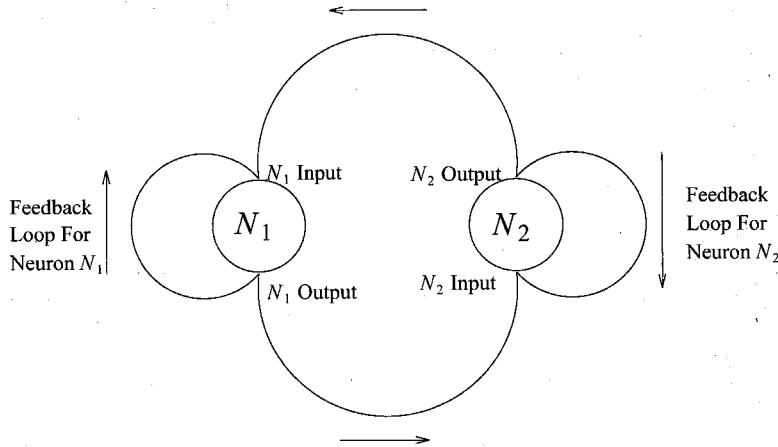 N₁ Input
N₂ Output
Feedback
Loop For
Neuron N₁
N₁
N₂
Feedback
Loop For
Neuron N₂
N₁ Output
N₂ Input